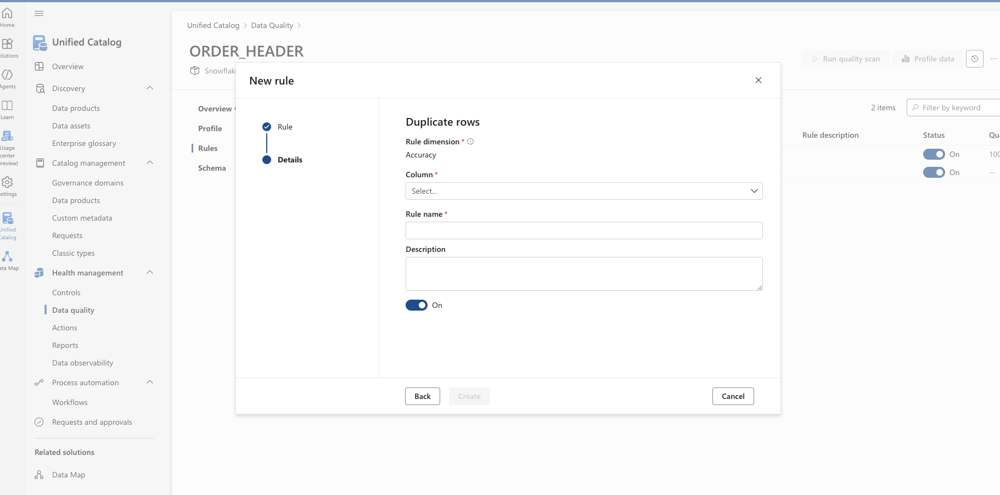 Home
olutions
Agents
Learn
Usage
center
preview)
ettings
Unified
Catalog
ata Map
Unified Catalog
Overview
Discovery
Data products
Data assets
Enterprise glossary
Catalog management
Governance domains
Data products
Custom metadata
Requests
Classic types
Health management
Controls
Data quality
Actions
Reports
Data observability
Process automation
Workflows
Requests and approvals
Related solutions
Data Map
Unified Catalog > Data Quality >
ORDER_HEADER
Snowflak
Run quality scan
Profile data
Overview
Profile
Rules
Schema
2 items
Filter by keyword
Rule description Status Qua
On 100
On --
New rule
Rule
Details
Duplicate rows
Rule dimension *
Accuracy
Column *
Select...
Rule name *
Description
On
Back
Create
Cancel